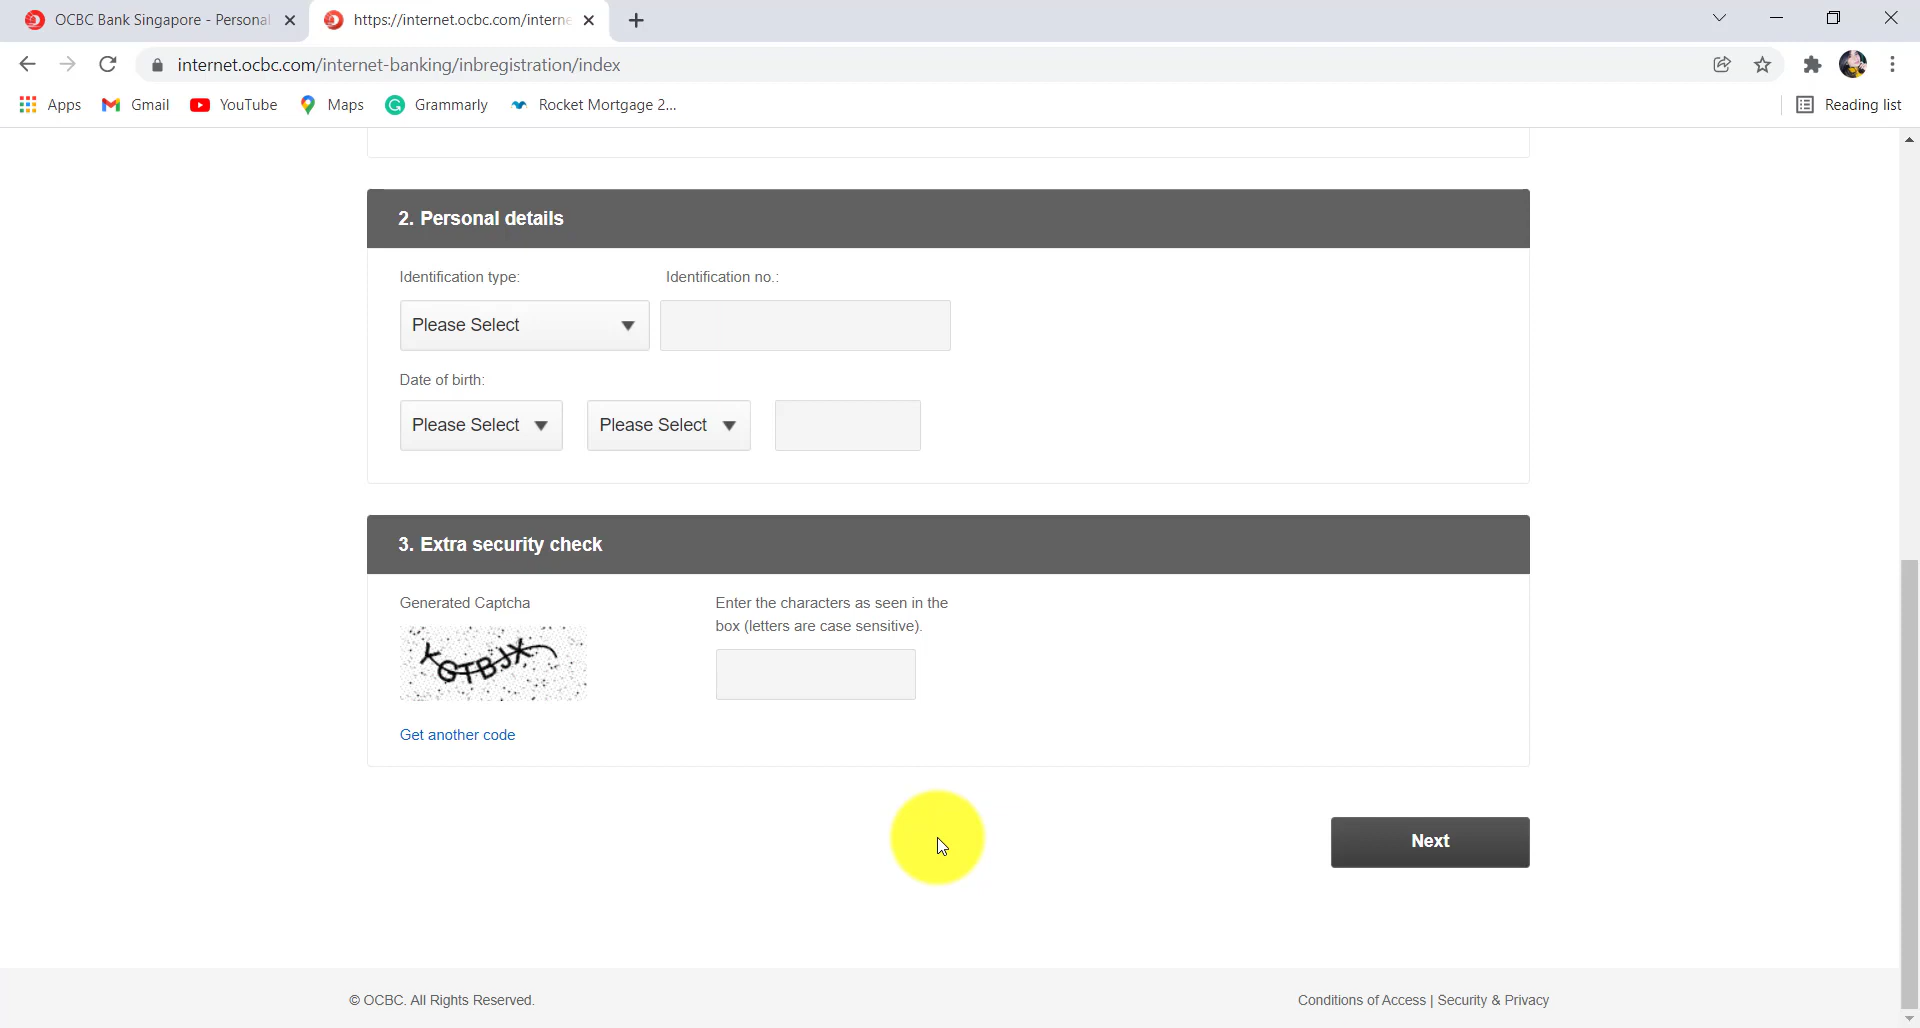 OCBC Bank Singapore - Personal
https://internet.ocbc.com/intern
internet.ocbc.com/internet-banking/inbregistration/index
Apps Gmail YouTube Maps Grammarly Rocket Mortgage 2... Reading list
2. Personal details
Identification type: Identification no.:
Please Select
Date of birth:
Please Select Please Select
3. Extra security check
Generated Captcha
Enter the characters as seen in the
box (letters are case sensitive).
Get another code
Next
© OCBC. All Rights Reserved.
Conditions of Access | Security & Privacy